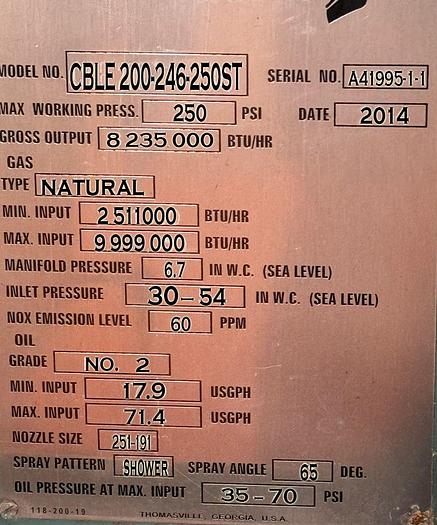 MODEL NO. CBLE 200-246-250ST SERIAL NO. A41995-1-1
MAX WORKING PRESS. 250 PSI DATE 2014
GROSS OUTPUT 8 235 000 BTU/HR
GAS
TYPE NATURAL
MIN. INPUT 2 511000 BTU/HR
MAX. INPUT 9 999 000 BTU/HR
MANIFOLD PRESSURE 6.7 IN W.C. (SEA LEVEL)
INLET PRESSURE 30-54 IN W.C. (SEA LEVEL)
NOX EMISSION LEVEL 60 PPM
OIL
GRADE NO. 2
MIN. INPUT 17.9 USGPH
MAX. INPUT 71.4 USGPH
NOZZLE SIZE 251-191
SPRAY PATTERN SHOWER SPRAY ANGLE 65 DEG.
OIL PRESSURE AT MAX. INPUT 35-70 PSI
118-200-19 THOMASVILLE, GEORGIA, U.S.A.